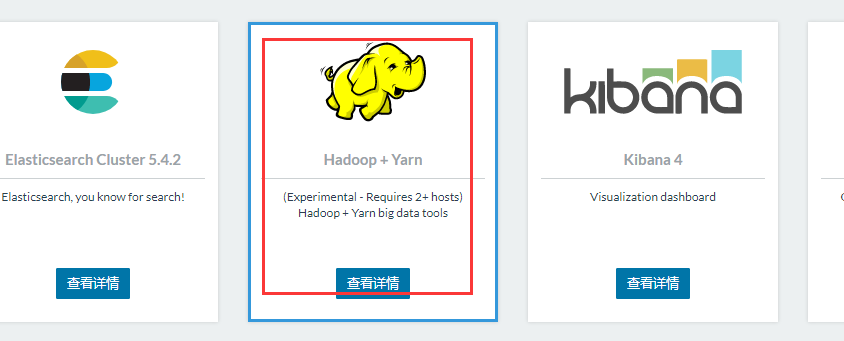 kibana
Elasticsearch Cluster 5.4.2
Hadoop + Yarn
Kibana 4
Elasticsearch, you know for search!
(Experimental - Requires 2+ hosts)
Hadoop + Yarn big data tools
Visualization dashboard
查看详情
查看详情
查看详情